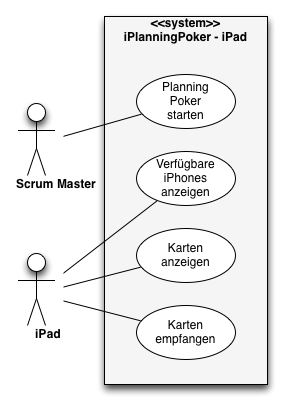 <<system>>
iPlanningPoker - iPad
Planning
Poker
starten
Scrum Master
Verfügbare
iPhones
anzeigen
Karten
anzeigen
iPad
Karten
empfangen